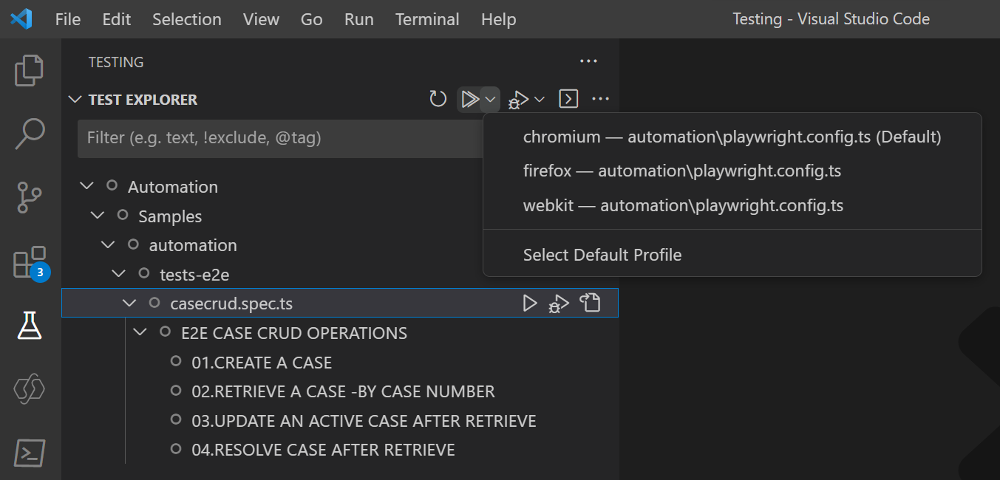 File Edit Selection View Go Run Terminal Help Testing - Visual Studio Code
TESTING
TEST EXPLORER
Filter (e.g. text, !exclude, @tag)
chromium — automation\playwright.config.ts (Default)
firefox — automation\playwright.config.ts
webkit — automation\playwright.config.ts
Select Default Profile
Automation
Samples
automation
tests-e2e
3
casecrud.spec.ts
E2E CASE CRUD OPERATIONS
01.CREATE A CASE
02.RETRIEVE A CASE -BY CASE NUMBER
03.UPDATE AN ACTIVE CASE AFTER RETRIEVE
04.RESOLVE CASE AFTER RETRIEVE